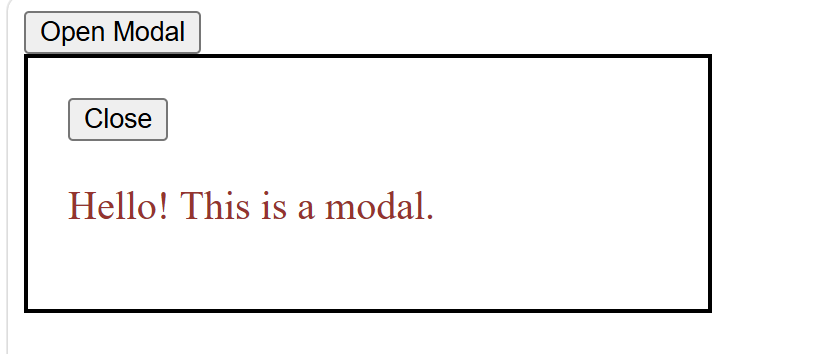 Open Modal
Close
Hello! This is a modal.